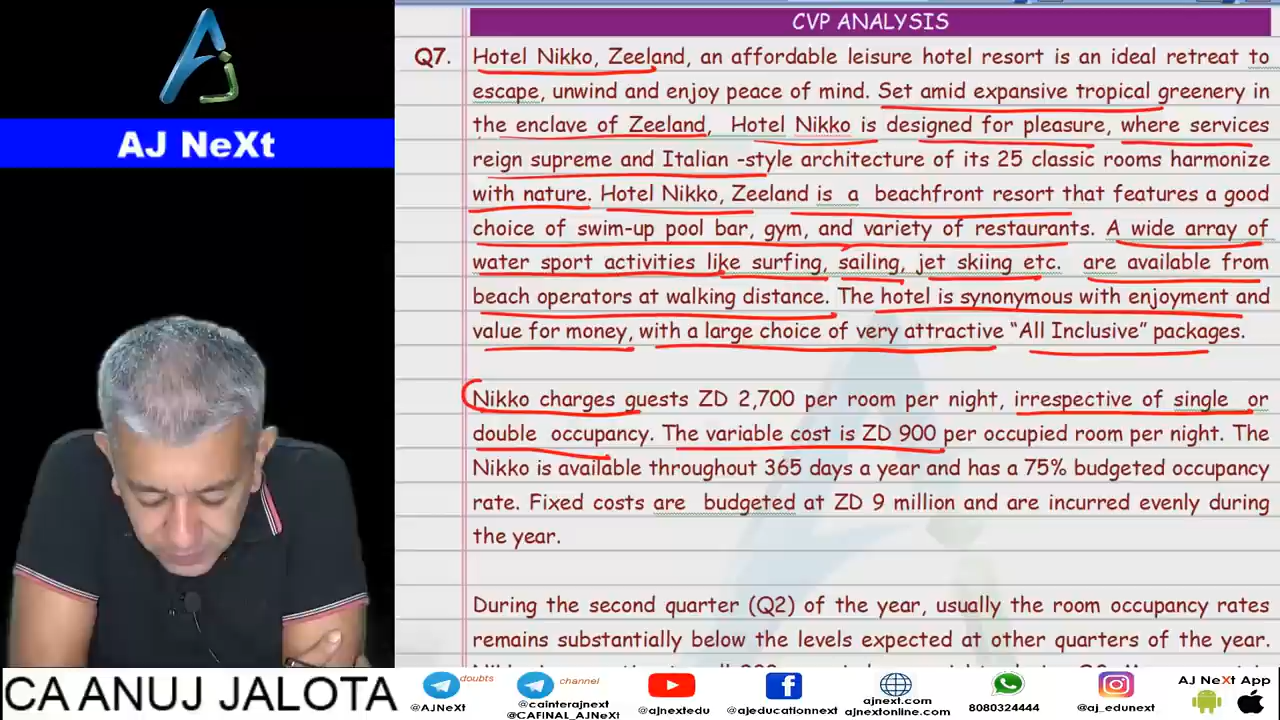 CVP ANALYSIS
Q7. Hotel Nikko, Zeeland, an affordable leisure hotel resort is an ideal retreat to
escape, unwind and enjoy peace of mind. Set amid expansive tropical greenery in
the enclave of Zeeland, Hotel Nikko is designed for pleasure, where services
reign supreme and Italian -style architecture of its 25 classic rooms harmonize
with nature. Hotel Nikko, Zeeland is a beachfront resort that features a good
choice of swim-up pool bar, gym, and variety of restaurants. A wide array of
water sport activities like surfing, sailing, jet skiing etc. are available from
beach operators at walking distance. The hotel is synonymous with enjoyment and
value for money, with a large choice of very attractive “All Inclusive” packages.
Nikko charges guests ZD 2,700 per room per night, irrespective of single or
double occupancy. The variable cost is ZD 900 per occupied room per night. The
Nikko is available throughout 365 days a year and has a 75% budgeted occupancy
rate. Fixed costs are budgeted at ZD 9 million and are incurred evenly during
the year.
During the second quarter (Q2) of the year, usually the room occupancy rates
remains substantially below the levels expected at other quarters of the year.
AJ NeXt
CA ANUJ JALOTA
doubts
@AJNeXt
channel
@cainterajnext
@CAFINAL_AJNeXt
@ajnextedu
@ajeducationnext
ajnext.com
ajnextonline.com
8080324444
@aj_edunext
AJ NeXt App